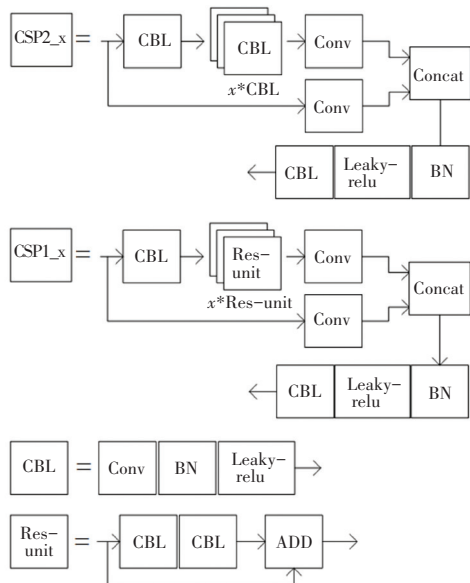 CSP2_x = CBL CBL Conv
x*CBL
Conv
Concat
CBL Leaky-relu BN
CSP1_x = CBL Res-unit Conv
x*Res-unit
Conv
Concat
CBL Leaky-relu BN
CBL = Conv BN Leaky-relu
Res-unit = CBL CBL ADD